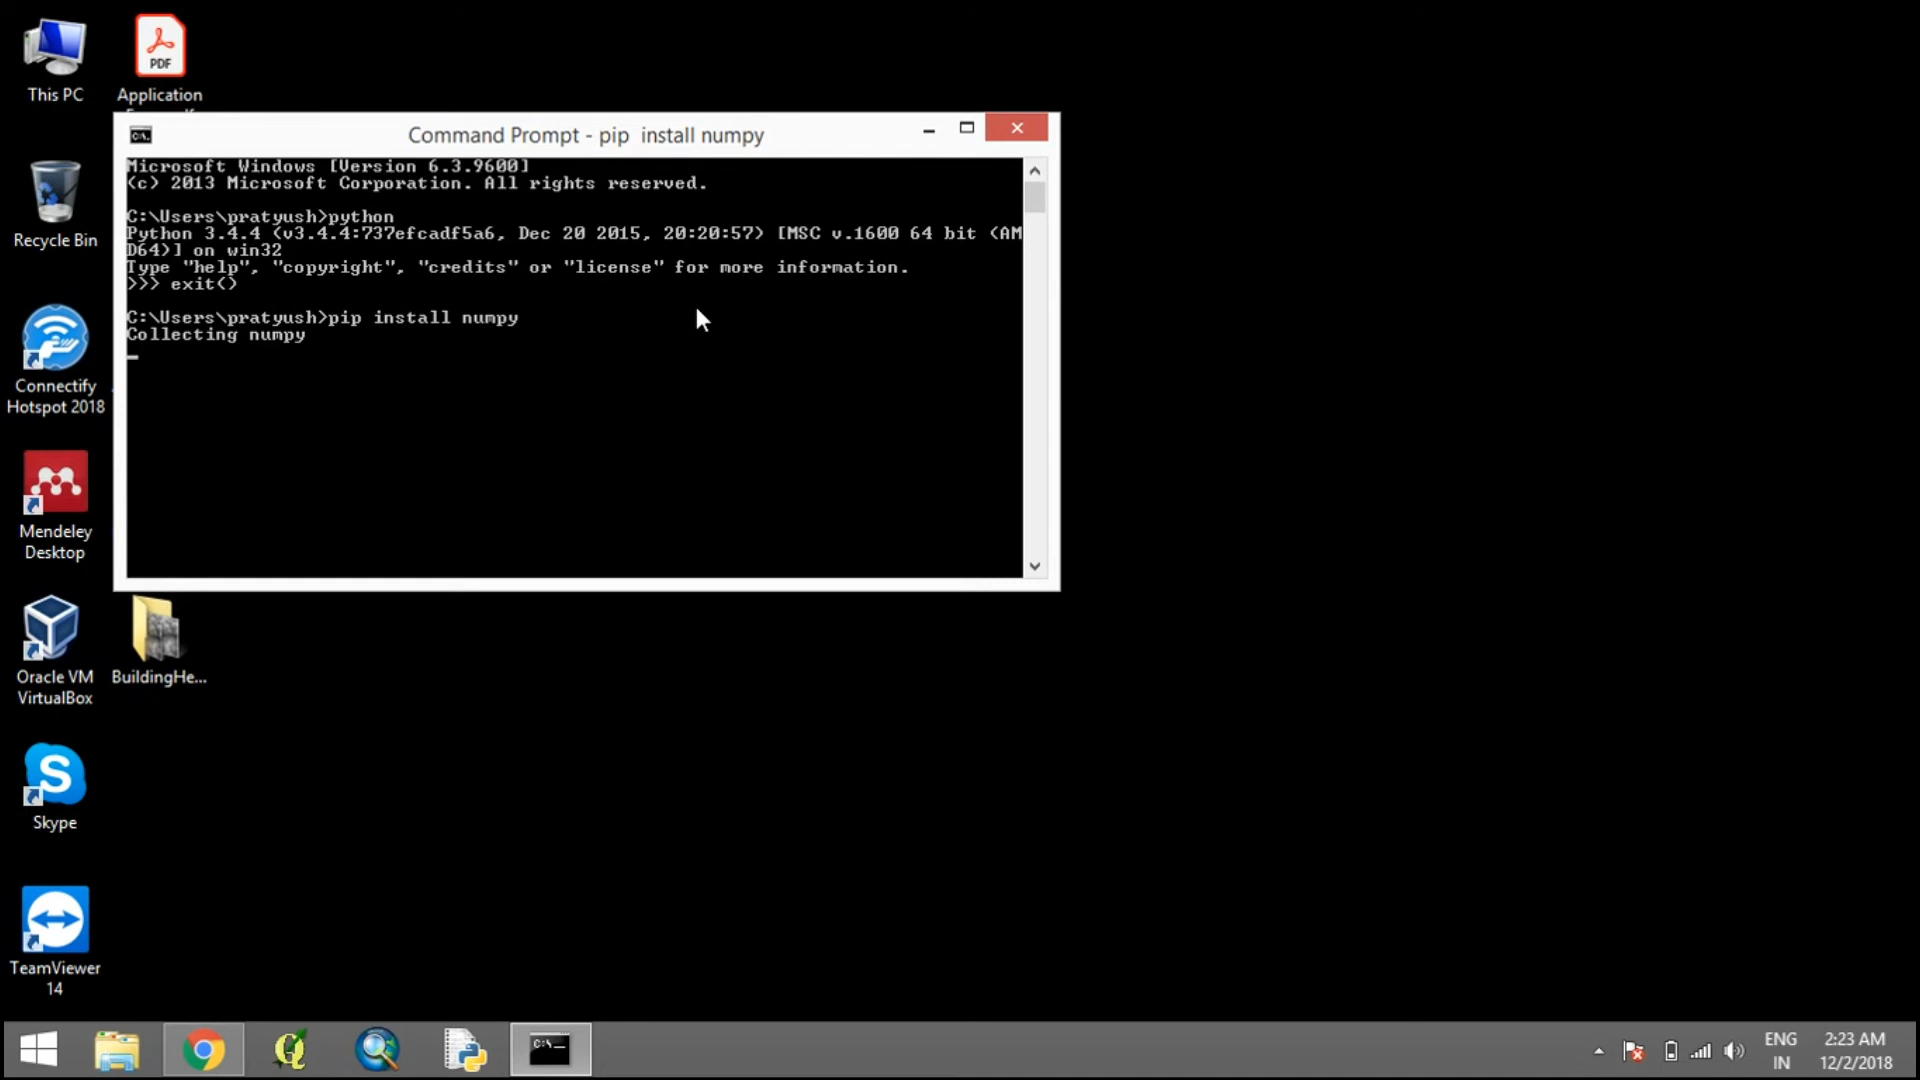 This PC
PDF
Application
Command Prompt - pip  install numpy
Microsoft Windows [Version 6.3.9600]
(c) 2013 Microsoft Corporation. All rights reserved.
C:\Users\pratyush>python
Python 3.4.4 (v3.4.4:737efcadf5a6, Dec 20 2015, 20:20:57) [MSC v.1600 64 bit (AM
D64)] on win32
Type "help", "copyright", "credits" or "license" for more information.
>>> exit()
C:\Users\pratyush>pip install numpy
Collecting numpy
Recycle Bin
Connectify
Hotspot 2018
Mendeley
Desktop
Oracle VM
VirtualBox
BuildingHe...
S
Skype
TeamViewer
14
C:\
ENG
IN
2:23 AM
12/2/2018